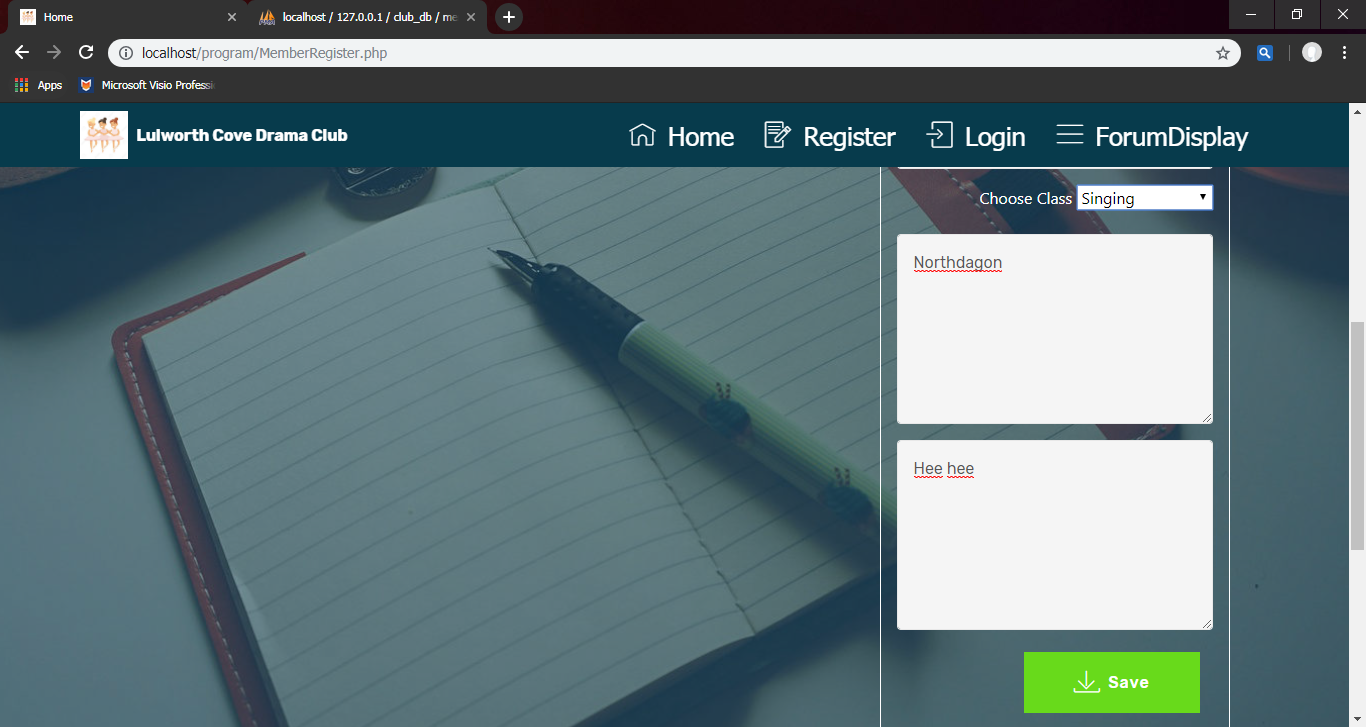 Home
localhost / 127.0.0.1 / club_db / me
localhost/program/MemberRegister.php
Apps
Microsoft Visio Professi
Lulworth Cove Drama Club
Home
Register
Login
ForumDisplay
Choose Class
Singing
Northdagon
Hee hee
Save